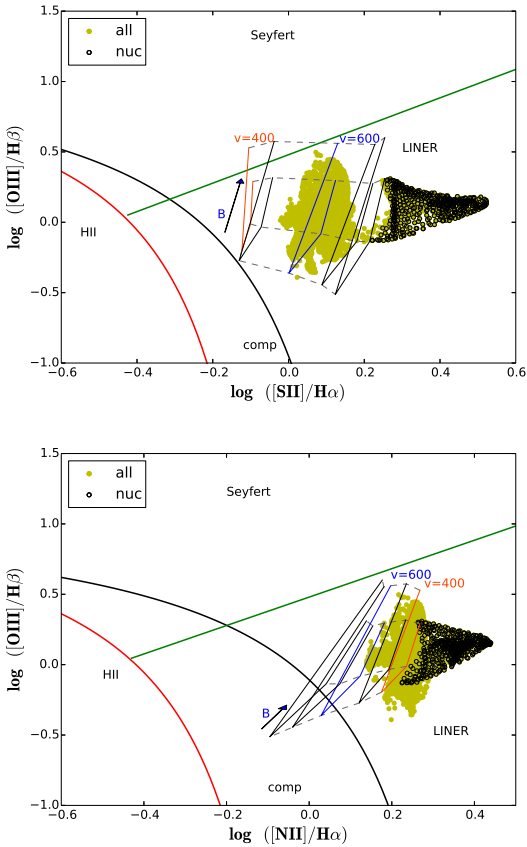 1.5
1.0
0.5
0.0
−0.5
−1.0
log ([OIII]/Hβ)
all
nuc
Seyfert
v=400
v=600
LINER
B
HII
comp
−0.6 −0.4 −0.2 0.0 0.2 0.4 0.6
log ([SII]/Hα)
1.5
1.0
0.5
0.0
−0.5
−1.0
log ([OIII]/Hβ)
all
nuc
Seyfert
v=600
v=400
HII
B
LINER
comp
−0.6 −0.4 −0.2 0.0 0.2 0.4
log ([NII]/Hα)